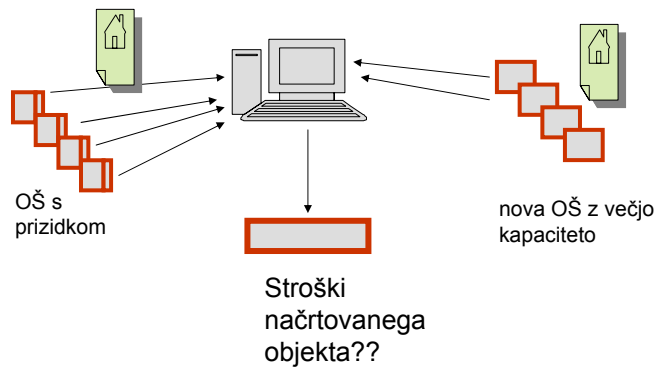 OŠ s
prizidkom
nova OŠ z večjo
kapaciteto
Stroški
načrtovanega
objekta??